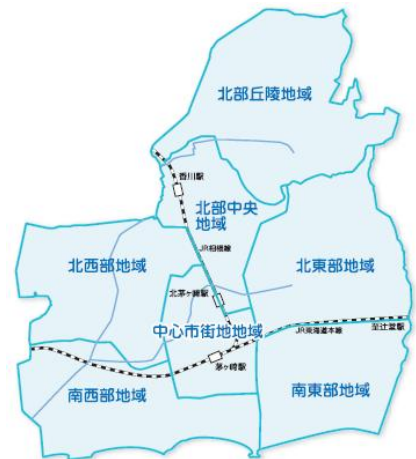 北部丘陵地域
香川駅
北部中央
地域
JR相模線
北西部地域
北東部地域
北茅ヶ崎駅
中心市街地地域
JR東海道本線
至辻堂駅
茅ヶ崎駅
南西部地域
南東部地域